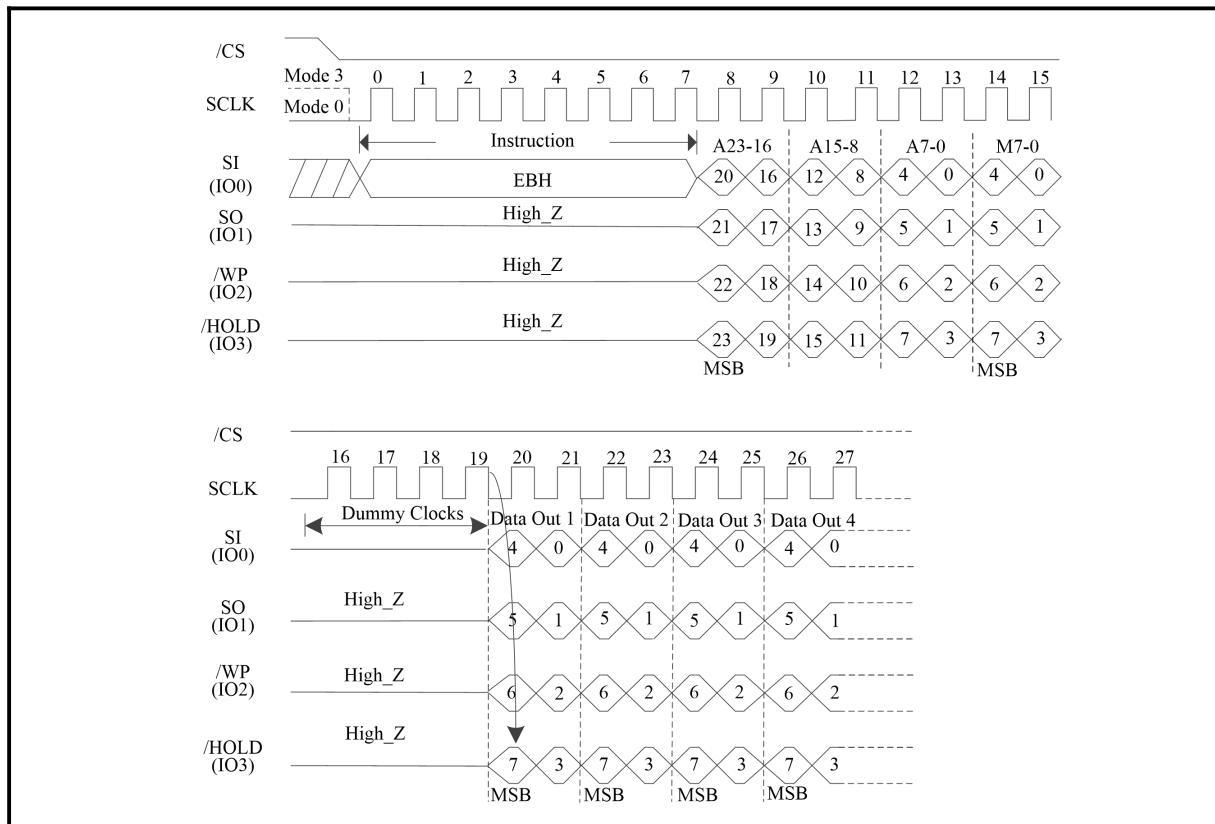 /CS
Mode 3 0 1 2 3 4 5 6 7 8 9 10 11 12 13 14 15
SCLK Mode 0
Instruction A23-16 A15-8 A7-0 M7-0
SI
(IO0) EBH 20 16 12 8 4 0 4 0
SO High_Z
(IO1) 21 17 13 9 5 1 5 1
/WP High_Z
(IO2) 22 18 14 10 6 2 6 2
/HOLD High_Z
(IO3) 23 19 15 11 7 3 7 3
MSB MSB
/CS
16 17 18 19 20 21 22 23 24 25 26 27
SCLK
Dummy Clocks Data Out 1 Data Out 2 Data Out 3 Data Out 4
SI
(IO0) 4 0 4 0 4 0 4 0
SO High_Z
(IO1) 5 1 5 1 5 1 5 1
/WP High_Z
(IO2) 6 2 6 2 6 2 6 2
/HOLD High_Z
(IO3) 7 3 7 3 7 3 7 3
MSB MSB MSB MSB